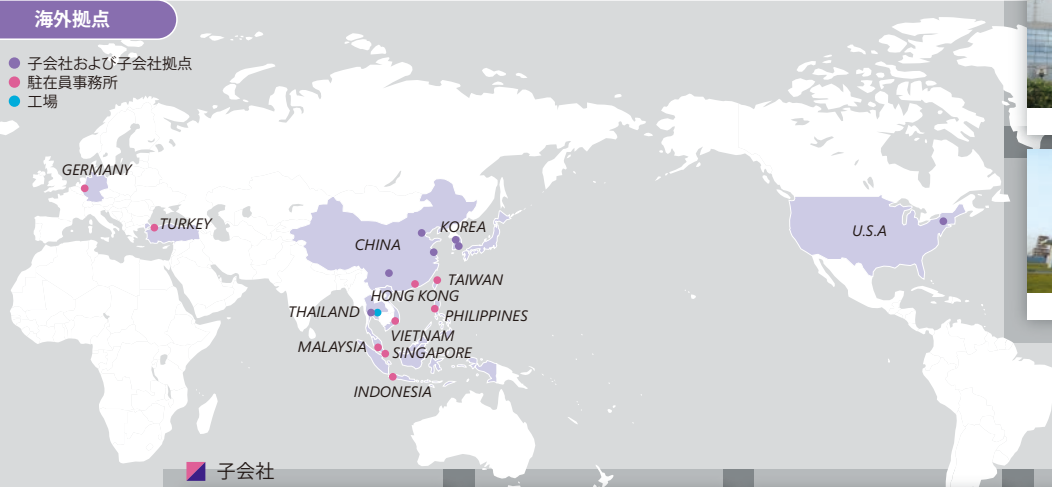 海外拠点
子会社および子会社拠点
駐在員事務所
工場
GERMANY
TURKEY
KOREA
CHINA
U.S.A
TAIWAN
HONG KONG
THAILAND
PHILIPPINES
VIETNAM
MALAYSIA
SINGAPORE
INDONESIA
子会社